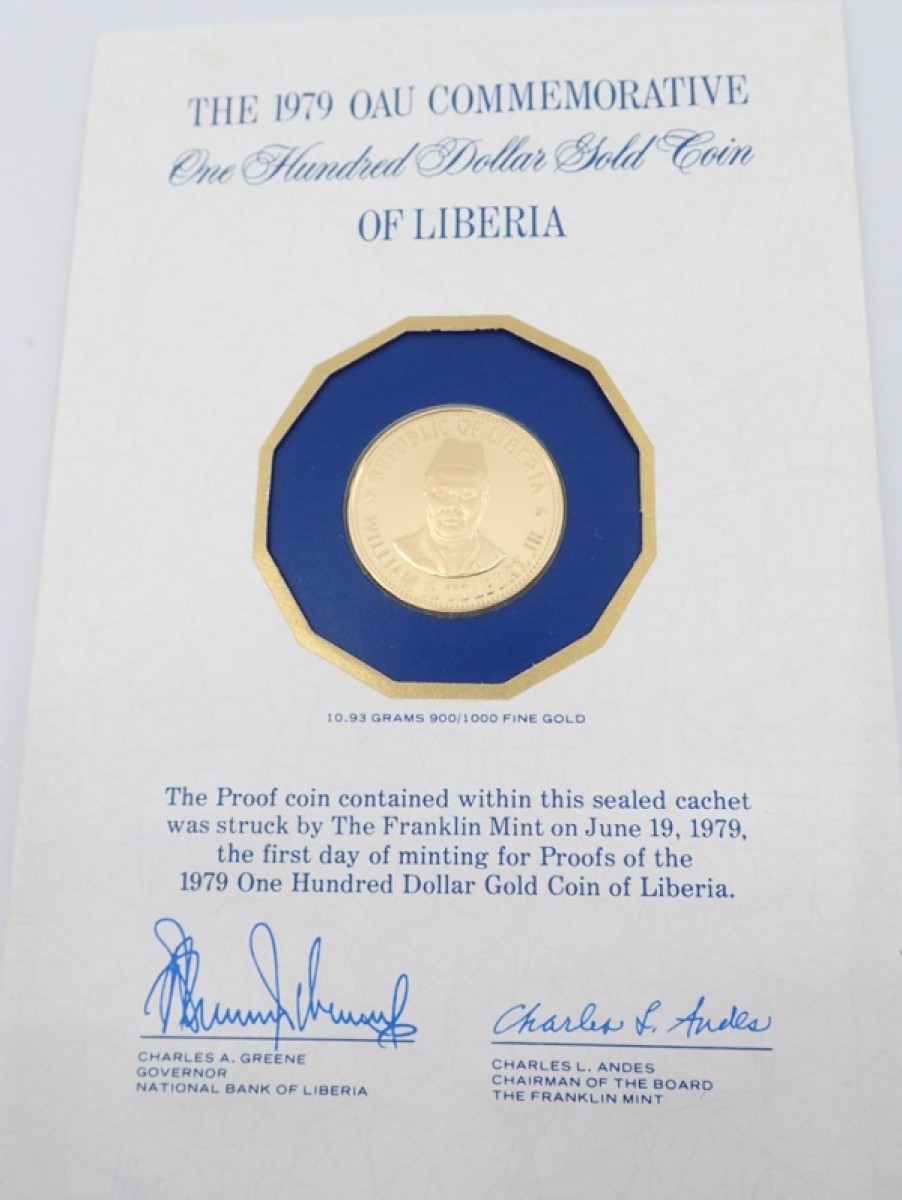 THE 1979 OAU COMMEMORATIVE
One Hundred Dollar Gold Coin
OF LIBERIA
REPUBLIC OF LIBERIA
WILLIAM R. TOLBERT, JR.
10.93 GRAMS 900/1000 FINE GOLD
The Proof coin contained within this sealed cachet
was struck by The Franklin Mint on June 19, 1979,
the first day of minting for Proofs of the
1979 One Hundred Dollar Gold Coin of Liberia.
Charles L. Andes
CHARLES A. GREENE
GOVERNOR
NATIONAL BANK OF LIBERIA
CHARLES L. ANDES
CHAIRMAN OF THE BOARD
THE FRANKLIN MINT